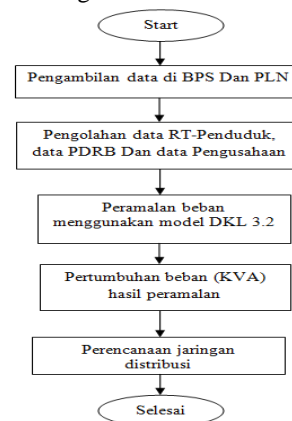 Start
Pengambilan data di BPS Dan PLN
Pengolahan data RT-Penduduk,
data PDRB Dan data Pengusahaan
Peramalan beban
menggunakan model DKL 3.2
Pertumbuhan beban (KVA)
hasil peramalan
Perencanaan jaringan
distribusi
Selesai